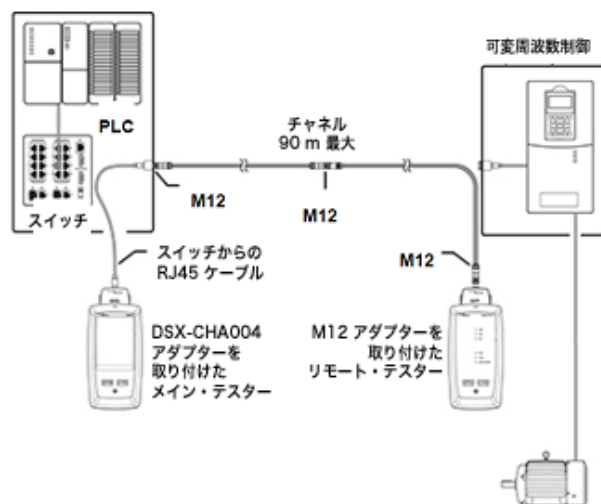 可変周波数制御
PLC
チャネル
90 m 最大
スイッチ
M12
M12
M12
スイッチからの
RJ45 ケーブル
DSX-CHA004
アダプターを
取り付けた
メイン・テスター
M12 アダプターを
取り付けた
リモート・テスター